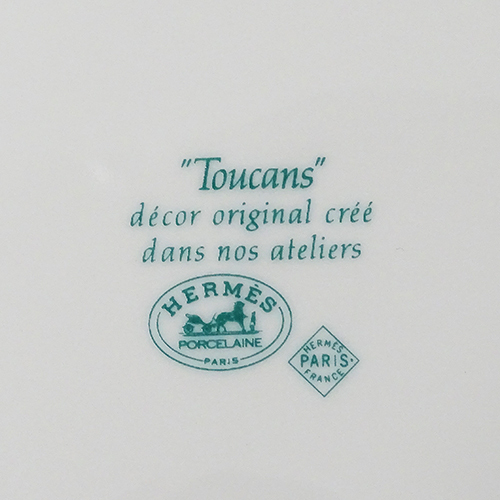 "Toucans"
décor original créé
dans nos ateliers
HERMÈS
PORCELAINE
PARIS
HERMÈS
PARIS
FRANCE